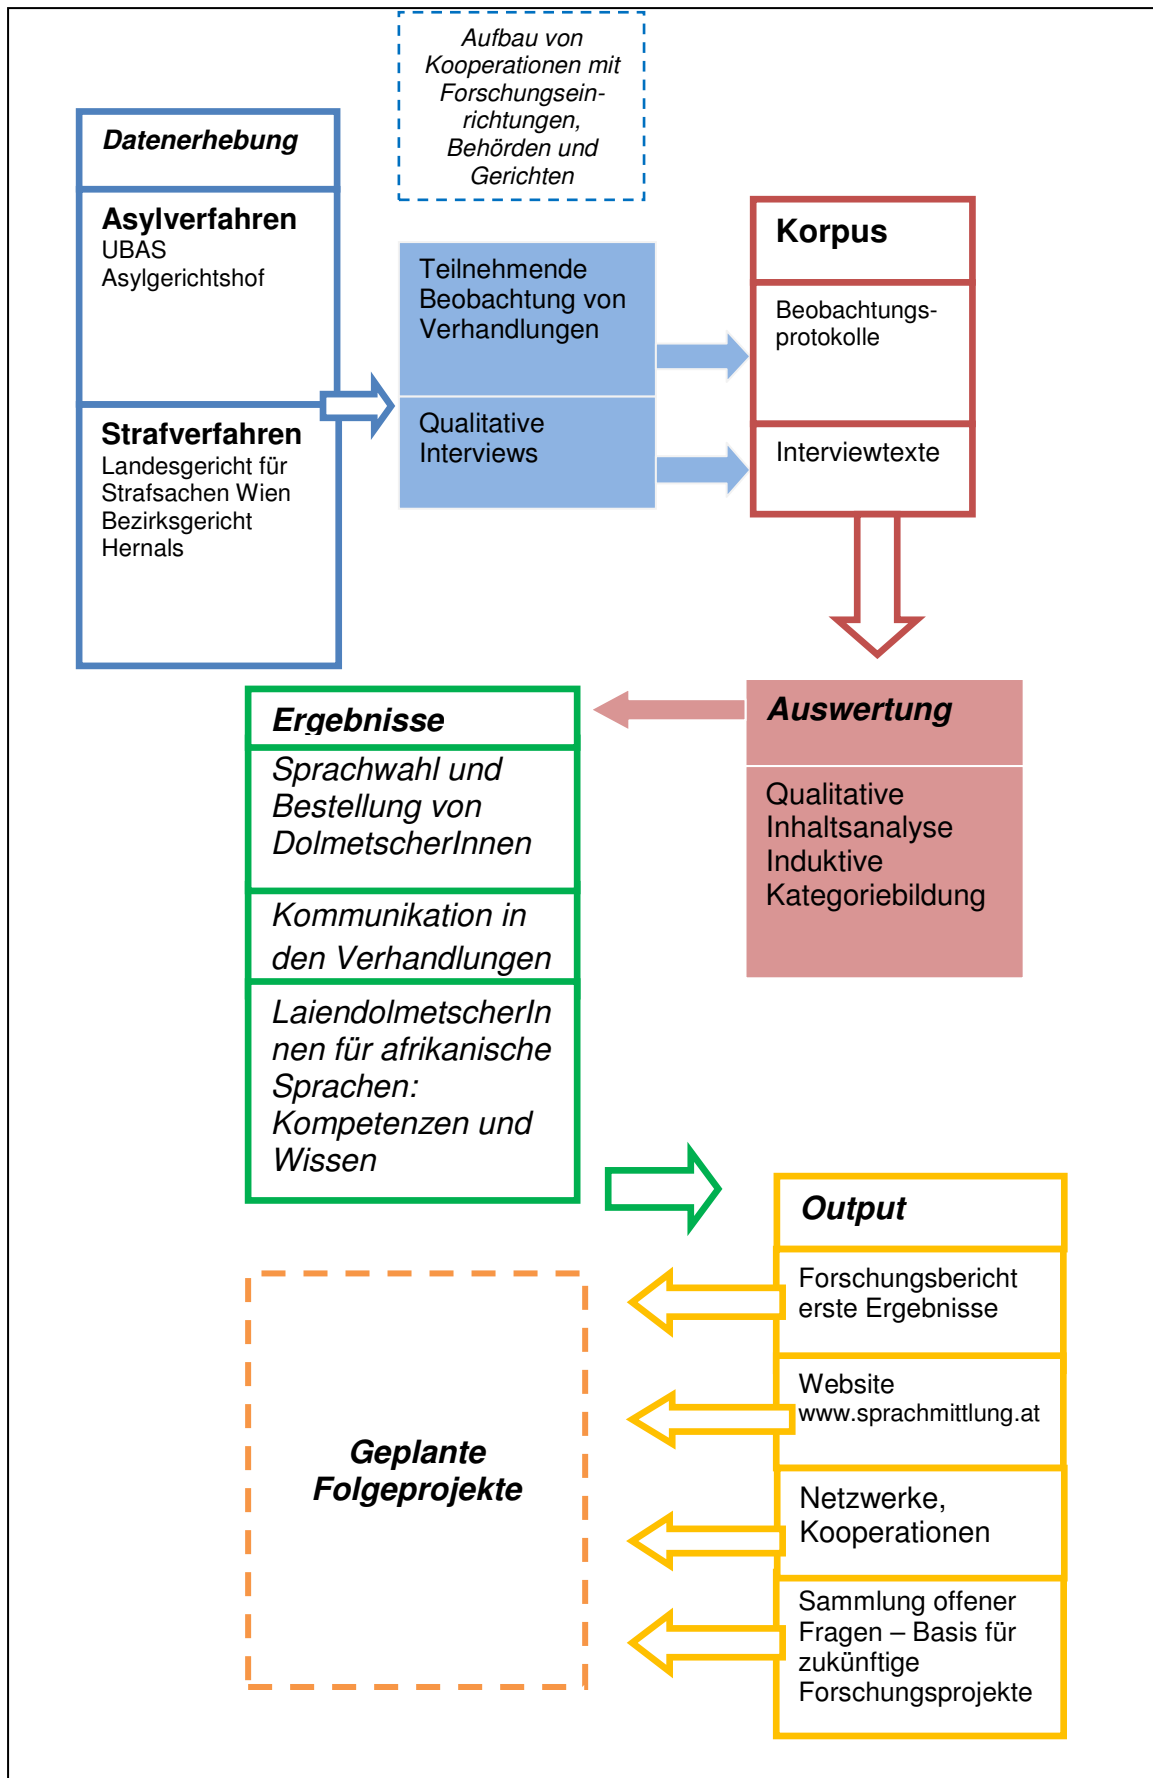 Aufbau von
Kooperationen mit
Forschungsein-
richtungen,
Behörden und
Gerichten
Datenerhebung
Asylverfahren
UBAS
Asylgerichtshof
Strafverfahren
Landesgericht für
Strafsachen Wien
Bezirksgericht
Hernals
Teilnehmende
Beobachtung von
Verhandlungen
Qualitative
Interviews
Korpus
Beobachtungs-
protokolle
Interviewtexte
Auswertung
Qualitative
Inhaltsanalyse
Induktive
Kategoriebildung
Ergebnisse
Sprachwahl und
Bestellung von
DolmetscherInnen
Kommunikation in
den Verhandlungen
LaiendolmetscherIn
nen für afrikanische
Sprachen:
Kompetenzen und
Wissen
Output
Forschungsbericht
erste Ergebnisse
Website
www.sprachmittlung.at
Netzwerke,
Kooperationen
Sammlung offener
Fragen – Basis für
zukünftige
Forschungsprojekte
Geplante
Folgeprojekte